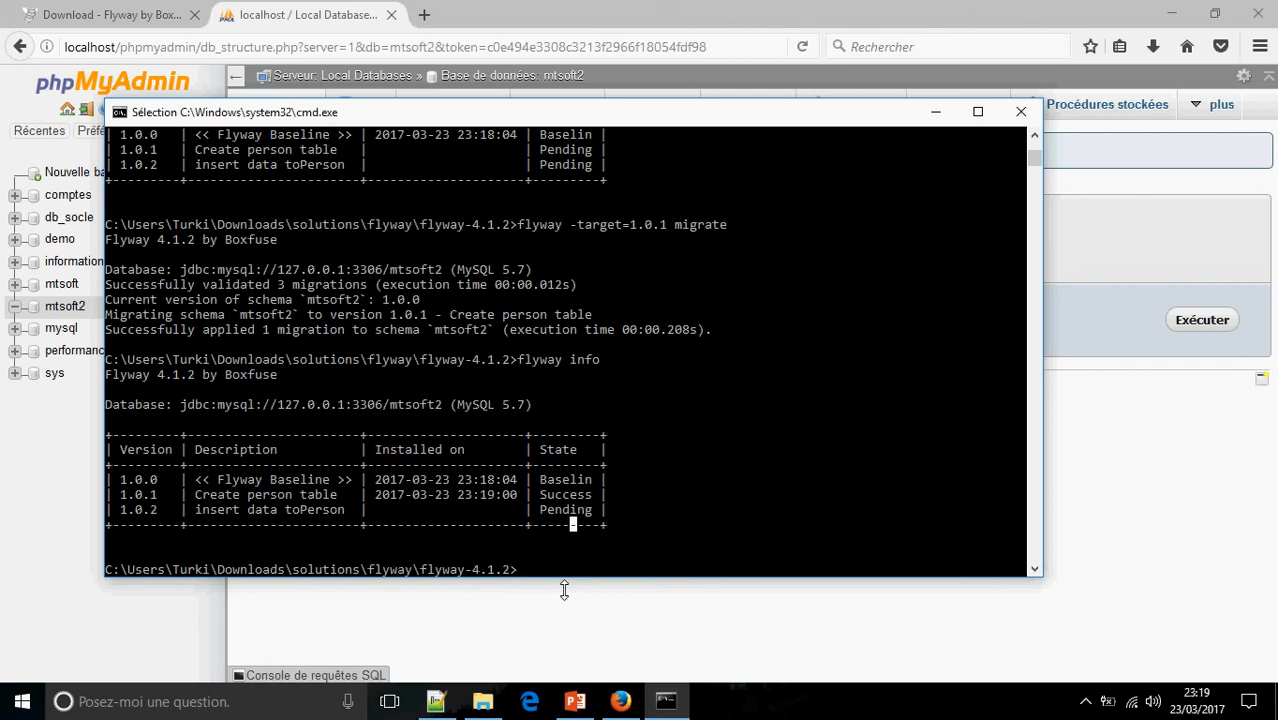 Download - Flyway by Box...
localhost / Local Database...
localhost/phpmyadmin/db_structure.php?server=1&db=mtsoft2&token=c0e494e3308c3213f2966f18054fdf98
Rechercher
phpMyAdmin
Serveur: Local Databases » Base de données: mtsoft2
Procédures stockées
plus
Récentes
Préfé
Nouvelle ba
comptes
db_socle
demo
information
mtsoft
mtsoft2
mysql
performanc
sys
Exécuter
Sélection C:\Windows\system32\cmd.exe
| 1.0.0 | << Flyway Baseline >> | 2017-03-23 23:18:04 | Baselin |
| 1.0.1 | Create person table | | Pending |
| 1.0.2 | insert data toPerson | | Pending |
+---------+-----------------------+---------------------+---------+
C:\Users\Turki\Downloads\solutions\flyway\flyway-4.1.2>flyway -target=1.0.1 migrate
Flyway 4.1.2 by Boxfuse
Database: jdbc:mysql://127.0.0.1:3306/mtsoft2 (MySQL 5.7)
Successfully validated 3 migrations (execution time 00:00.012s)
Current version of schema `mtsoft2`: 1.0.0
Migrating schema `mtsoft2` to version 1.0.1 - Create person table
Successfully applied 1 migration to schema `mtsoft2` (execution time 00:00.208s).
C:\Users\Turki\Downloads\solutions\flyway\flyway-4.1.2>flyway info
Flyway 4.1.2 by Boxfuse
Database: jdbc:mysql://127.0.0.1:3306/mtsoft2 (MySQL 5.7)
+---------+-----------------------+---------------------+---------+
| Version | Description | Installed on | State |
+---------+-----------------------+---------------------+---------+
| 1.0.0 | << Flyway Baseline >> | 2017-03-23 23:18:04 | Baselin |
| 1.0.1 | Create person table | 2017-03-23 23:19:00 | Success |
| 1.0.2 | insert data toPerson | | Pending |
+---------+-----------------------+---------------------+---------+
C:\Users\Turki\Downloads\solutions\flyway\flyway-4.1.2>
Console de requêtes SQL
Posez-moi une question.
23:19
23/03/2017